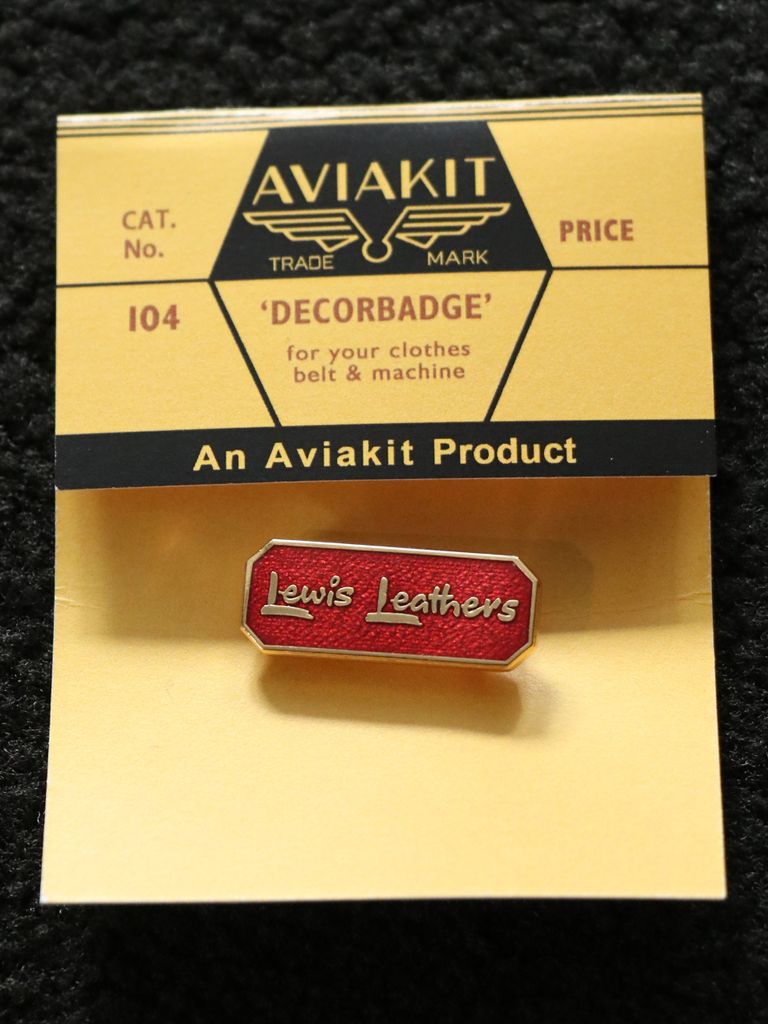 AVIAKIT
TRADE MARK
CAT.
No.
PRICE
104
'DECORBADGE'
for your clothes
belt & machine
An Aviakit Product
Lewis Leathers